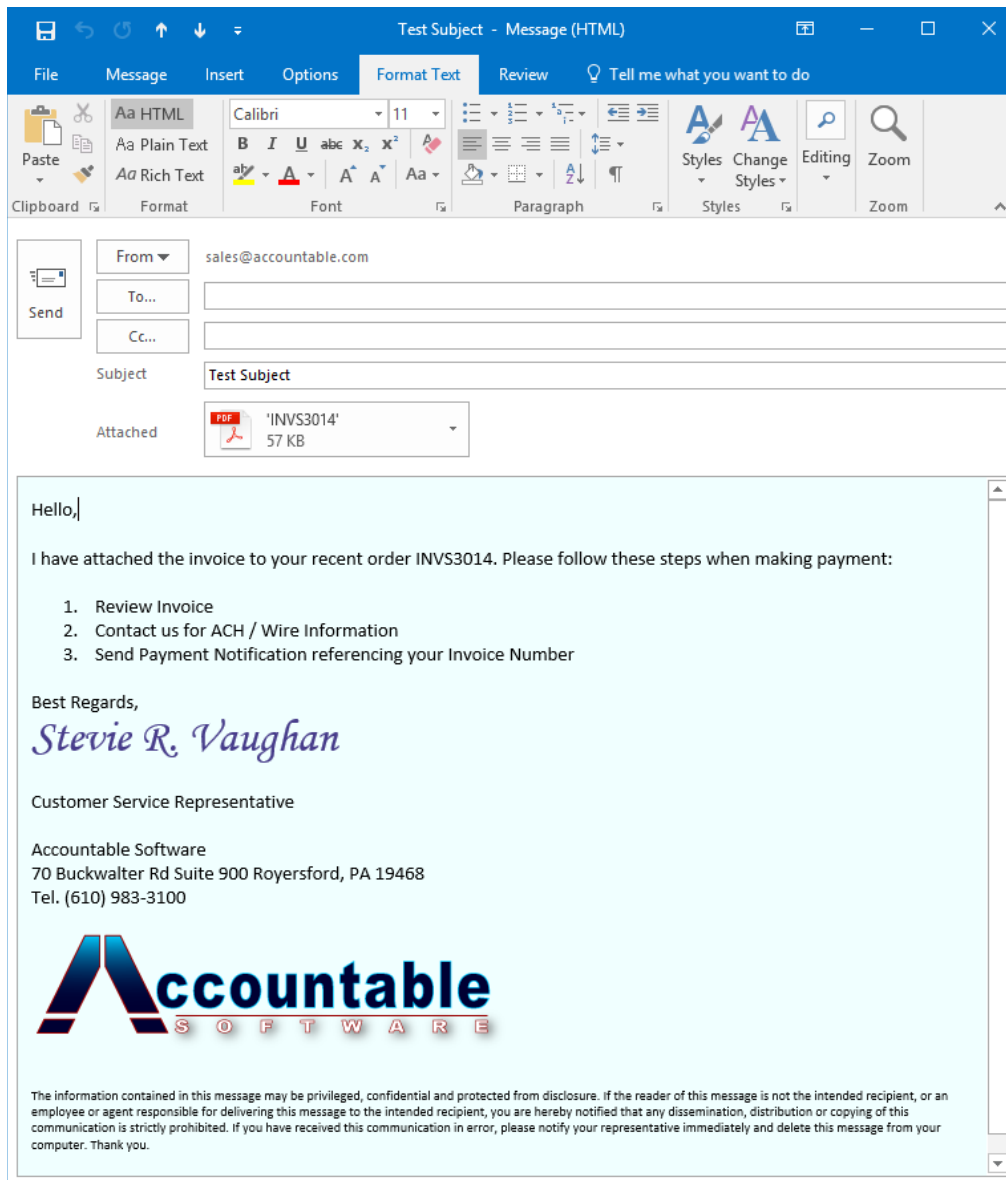 Test Subject - Message (HTML)
File Message Insert Options Format Text Review Tell me what you want to do
Paste
Clipboard
Aa HTML
Aa Plain Text
Aa Rich Text
Format
Calibri 11
B I U abc X₂ X²
aby A A A Aa
Font
Paragraph
Styles Change Styles
Styles
Editing
Zoom
Zoom
Send
From sales@accountable.com
To...
Cc...
Subject Test Subject
Attached PDF 'INVS3014'
57 KB
Hello,
I have attached the invoice to your recent order INVS3014. Please follow these steps when making payment:
1. Review Invoice
2. Contact us for ACH / Wire Information
3. Send Payment Notification referencing your Invoice Number
Best Regards,
Stevie R. Vaughan
Customer Service Representative
Accountable Software
70 Buckwalter Rd Suite 900 Royersford, PA 19468
Tel. (610) 983-3100
Accountable
SOFTWARE
The information contained in this message may be privileged, confidential and protected from disclosure. If the reader of this message is not the intended recipient, or an
employee or agent responsible for delivering this message to the intended recipient, you are hereby notified that any dissemination, distribution or copying of this
communication is strictly prohibited. If you have received this communication in error, please notify your representative immediately and delete this message from your
computer. Thank you.